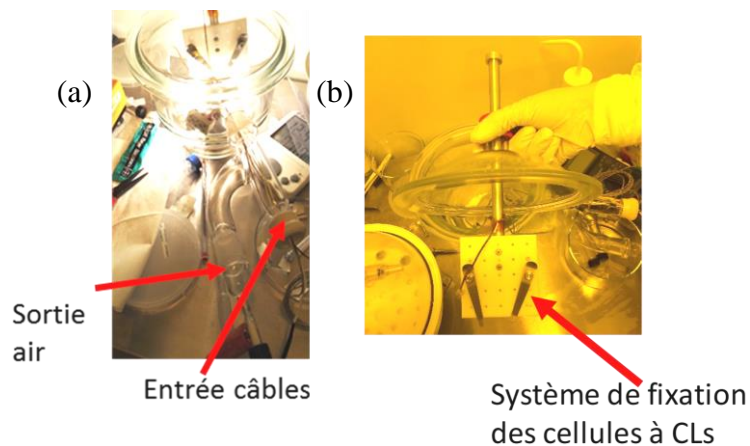 (a)
(b)
Sortie
air
Entrée câbles
Système de fixation
des cellules à CLs